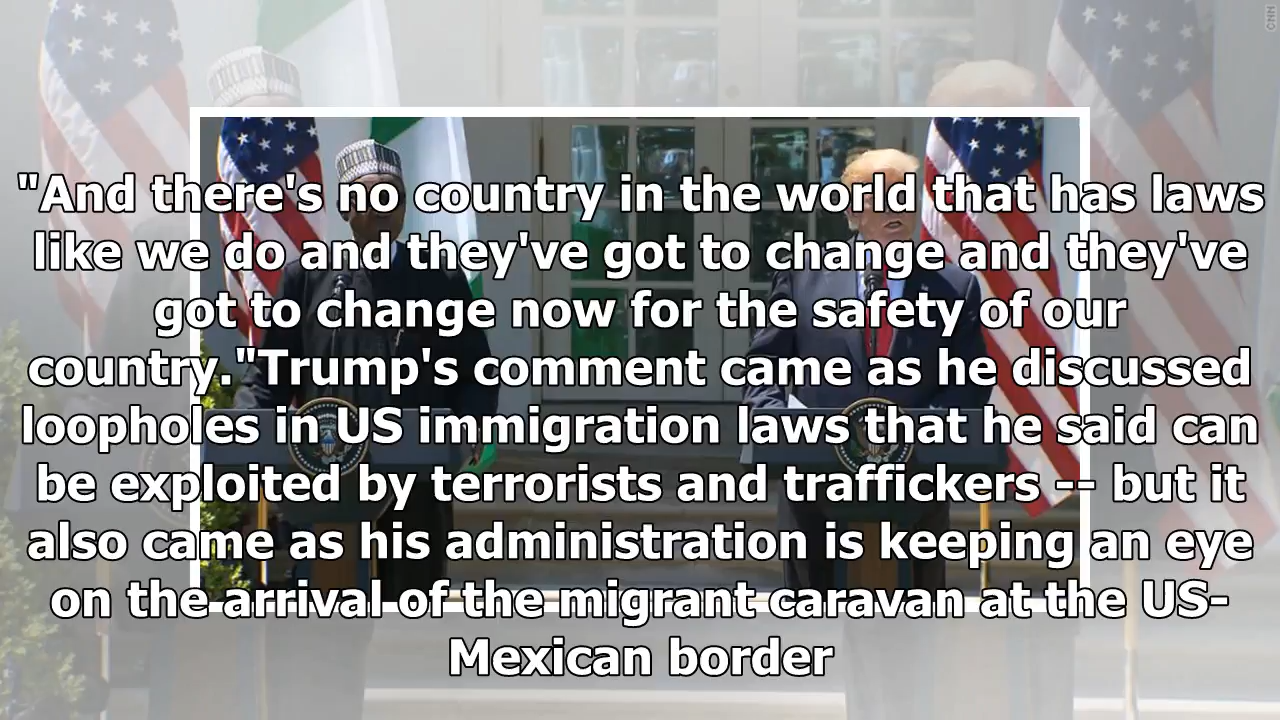 CNN
"And there's no country in the world that has laws
like we do and they've got to change and they've
got to change now for the safety of our
country."Trump's comment came as he discussed
loopholes in US immigration laws that he said can
be exploited by terrorists and traffickers -- but it
also came as his administration is keeping an eye
on the arrival of the migrant caravan at the US-
Mexican border